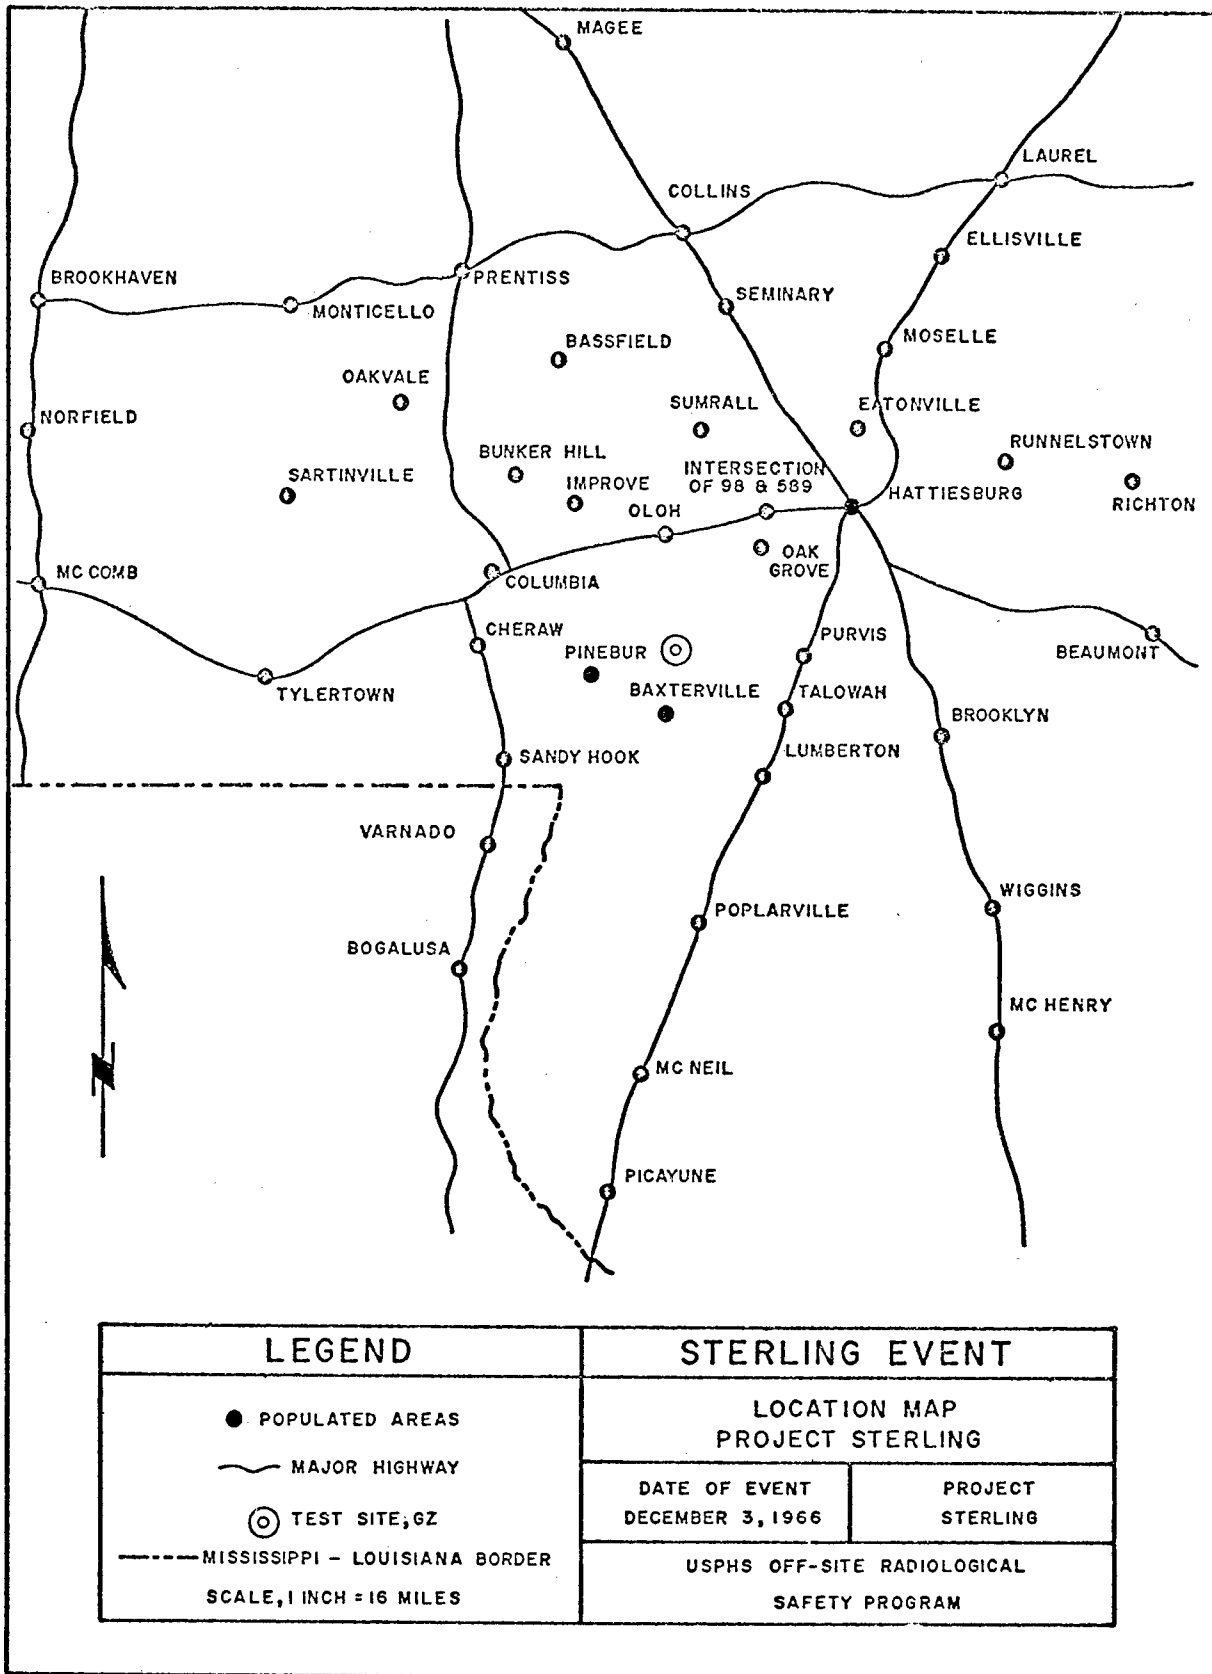 MAGEE
LAUREL
COLLINS
ELLISVILLE
BROOKHAVEN
PRENTISS
SEMINARY
MONTICELLO
BASSFIELD
MOSELLE
OAKVALE
NORFIELD
SUMRALL
EATONVILLE
RUNNELSTOWN
BUNKER HILL
SARTINVILLE
INTERSECTION
OF 98 & 589
IMPROVE
HATTIESBURG
RICHTON
OLOH
OAK
GROVE
MC COMB
COLUMBIA
CHERAW
PURVIS
PINEBUR
BEAUMONT
TYLERTOWN
BAXTERVILLE
TALOWAH
BROOKLYN
SANDY HOOK
LUMBERTON
VARNADO
WIGGINS
POPLARVILLE
BOGALUSA
MC HENRY
N
MC NEIL
PICAYUNE
LEGEND
POPULATED AREAS
MAJOR HIGHWAY
TEST SITE, GZ
MISSISSIPPI - LOUISIANA BORDER
SCALE, 1 INCH = 16 MILES
STERLING EVENT
LOCATION MAP
PROJECT STERLING
DATE OF EVENT
DECEMBER 3, 1966
PROJECT
STERLING
USPHS OFF-SITE RADIOLOGICAL
SAFETY PROGRAM